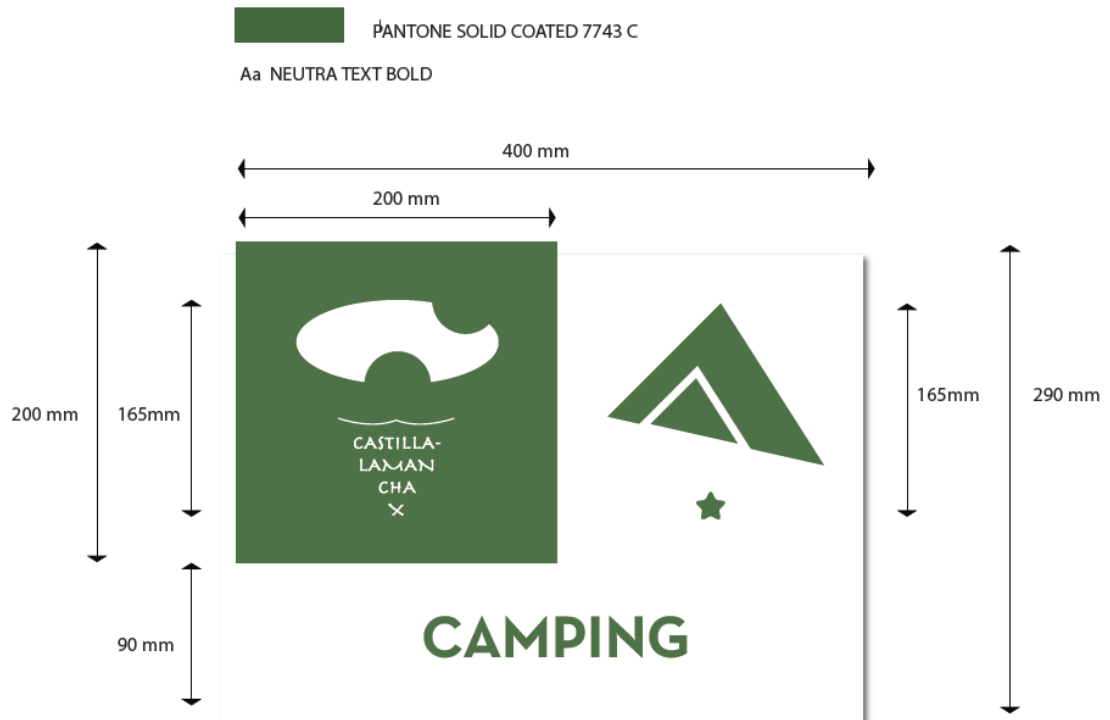 PANTONE SOLID COATED 7743 C
Aa NEUTRA TEXT BOLD
400 mm
200 mm
200 mm
165mm
165mm
290 mm
CASTILLA-
LAMAN
CHA
X
90 mm
CAMPING